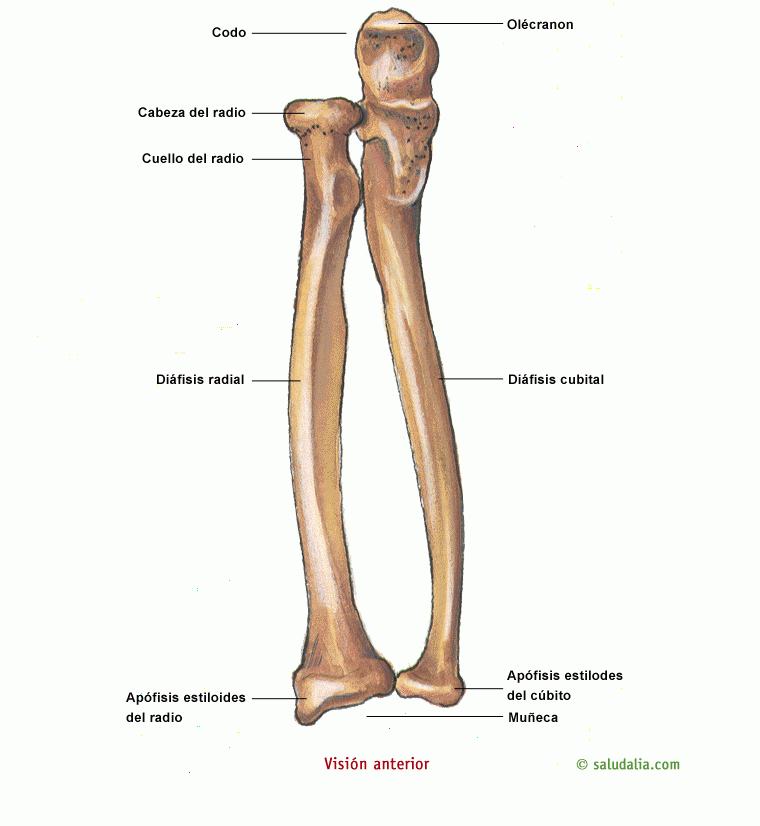 Codo
Olécranon
Cabeza del radio
Cuello del radio
Diáfisis radial
Diáfisis cubital
Apófisis estiloides
del radio
Apófisis estilodes
del cúbito
Muñeca
Visión anterior
© saludalia.com